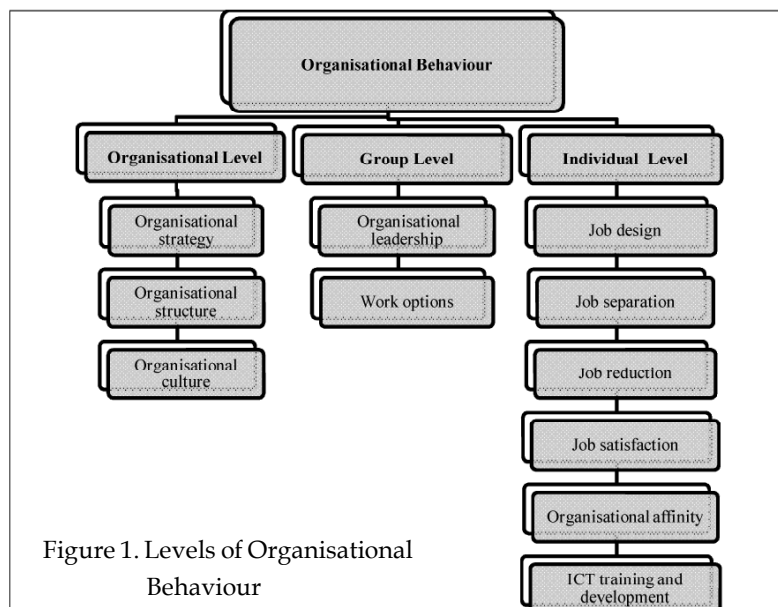 Organisational Behaviour
Organisational Level
Group Level
Individual Level
Organisational
strategy
Organisational
structure
Organisational
culture
Organisational
leadership
Work options
Job design
Job separation
Job reduction
Job satisfaction
Organisational affinity
ICT training and
development
Figure 1. Levels of Organisational
Behaviour